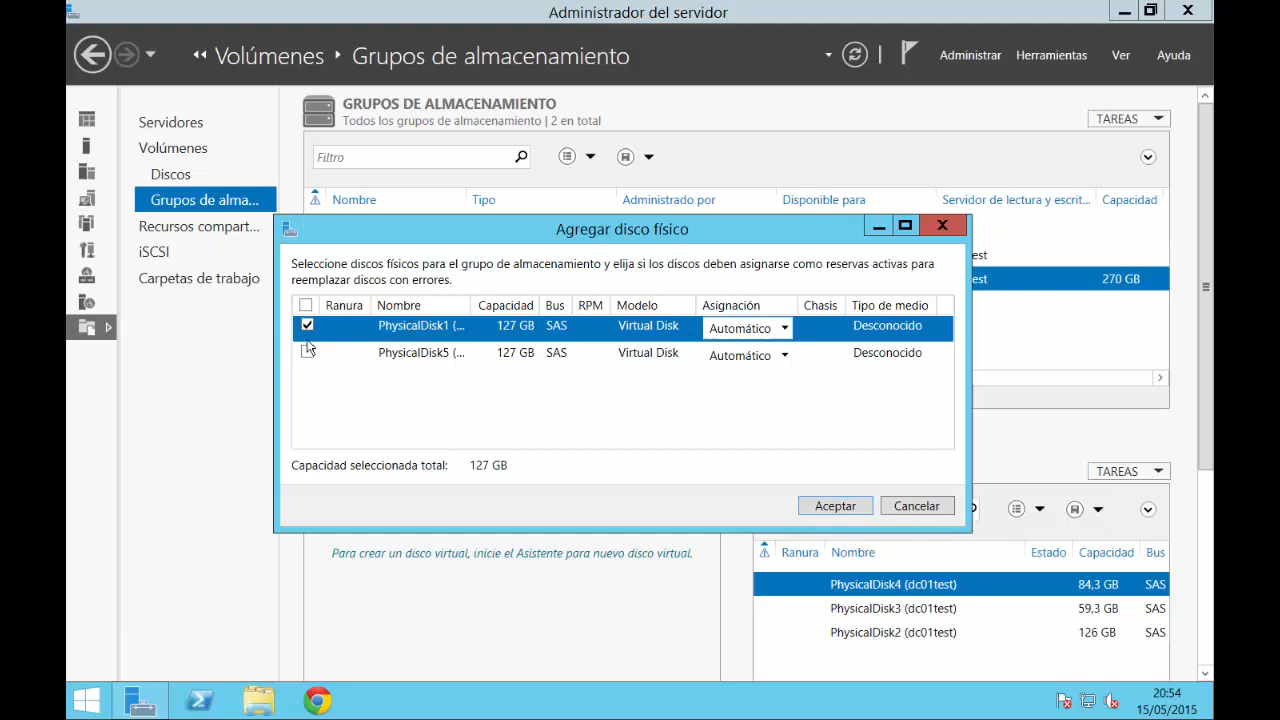 Administrador del servidor
Volúmenes
Grupos de almacenamiento
Administrar
Herramientas
Ver
Ayuda
Servidores
Volúmenes
Discos
Grupos de alma...
Recursos compart...
iSCSI
Carpetas de trabajo
GRUPOS DE ALMACENAMIENTO
Todos los grupos de almacenamiento | 2 en total
TAREAS
Filtro
Nombre Tipo Administrado por Disponible para Servidor de lectura y escrit... Capacidad
est
est 270 GB
Agregar disco físico
Seleccione discos físicos para el grupo de almacenamiento y elija si los discos deben asignarse como reservas activas para
reemplazar discos con errores.
Ranura Nombre Capacidad Bus RPM Modelo Asignación Chasis Tipo de medio
PhysicalDisk1 (... 127 GB SAS Virtual Disk Automático Desconocido
PhysicalDisk5 (... 127 GB SAS Virtual Disk Automático Desconocido
Capacidad seleccionada total: 127 GB
Aceptar
Cancelar
TAREAS
Para crear un disco virtual, inicie el Asistente para nuevo disco virtual.
Ranura Nombre Estado Capacidad Bus
PhysicalDisk4 (dc01test) 84,3 GB SAS
PhysicalDisk3 (dc01test) 59,3 GB SAS
PhysicalDisk2 (dc01test) 126 GB SAS
20:54
15/05/2015